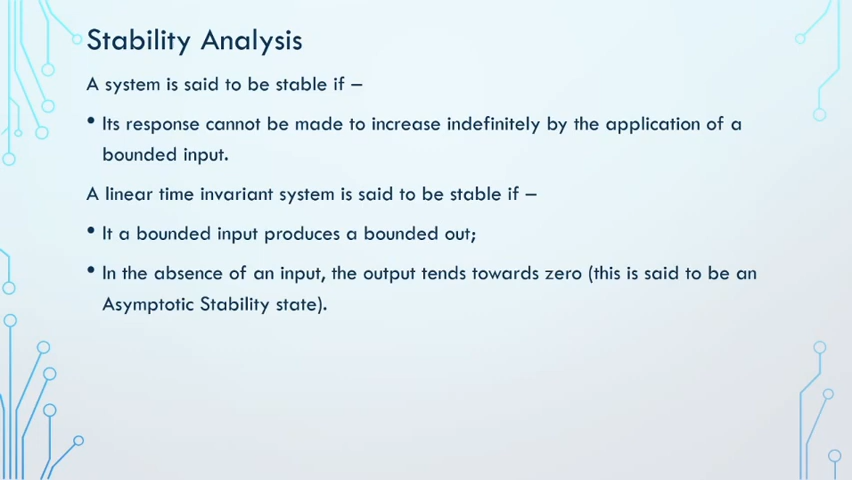 Stability Analysis
A system is said to be stable if –
• Its response cannot be made to increase indefinitely by the application of a
bounded input.
A linear time invariant system is said to be stable if –
• It a bounded input produces a bounded out;
• In the absence of an input, the output tends towards zero (this is said to be an
Asymptotic Stability state).